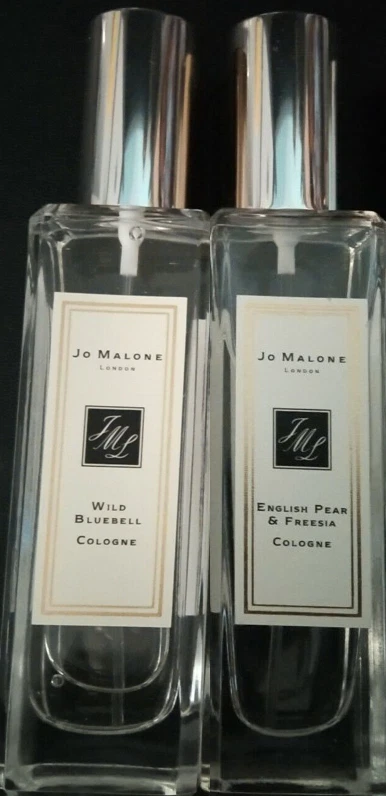 Jo Malone
London
JML
Wild
Bluebell
Cologne
Jo Malone
London
JML
English Pear
& Freesia
Cologne